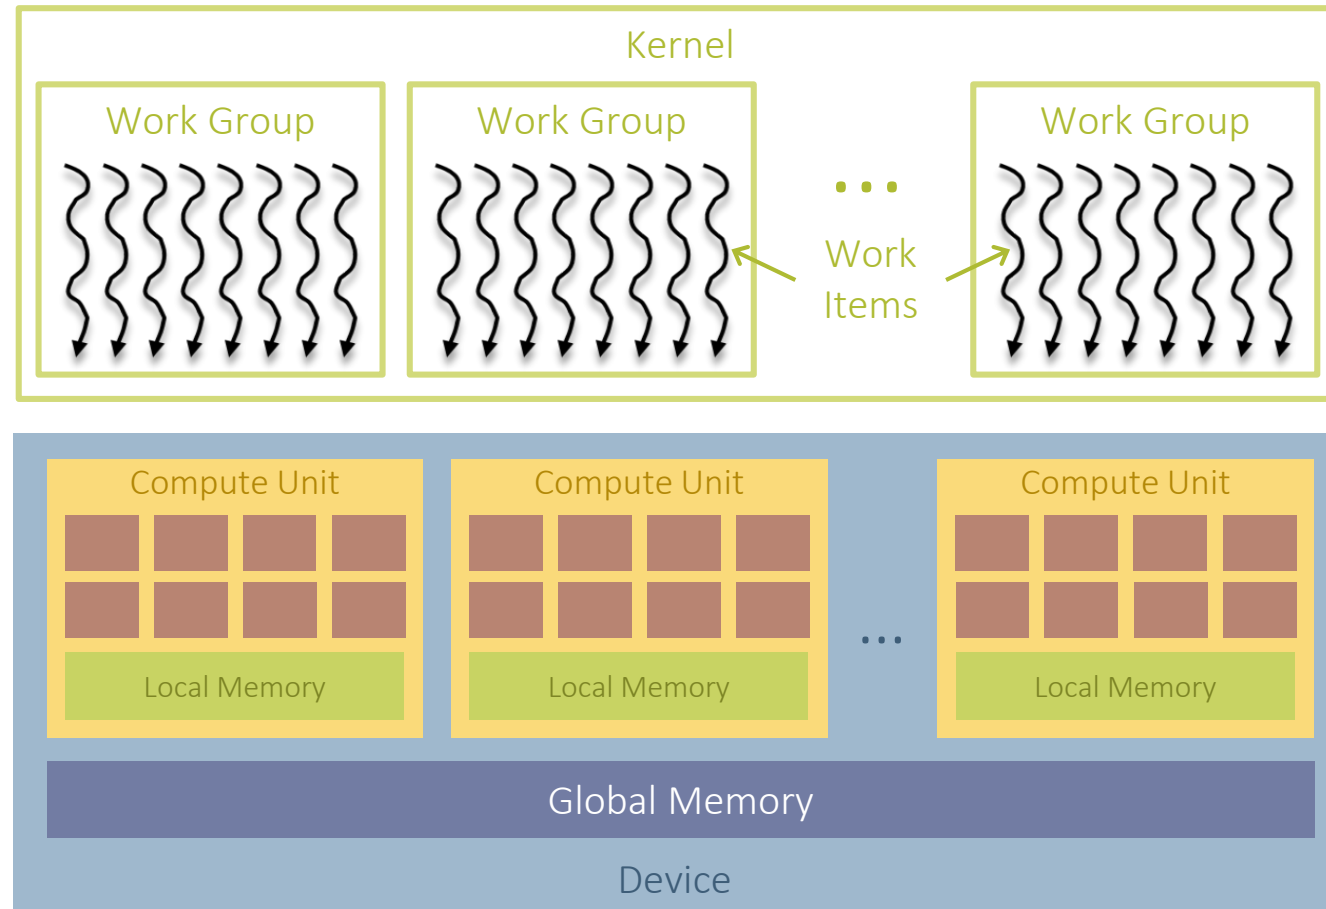 Kernel
Work Group
Work Group
Work Group
...
Work
Items
Compute Unit
Compute Unit
Compute Unit
...
Local Memory
Local Memory
Local Memory
Global Memory
Device